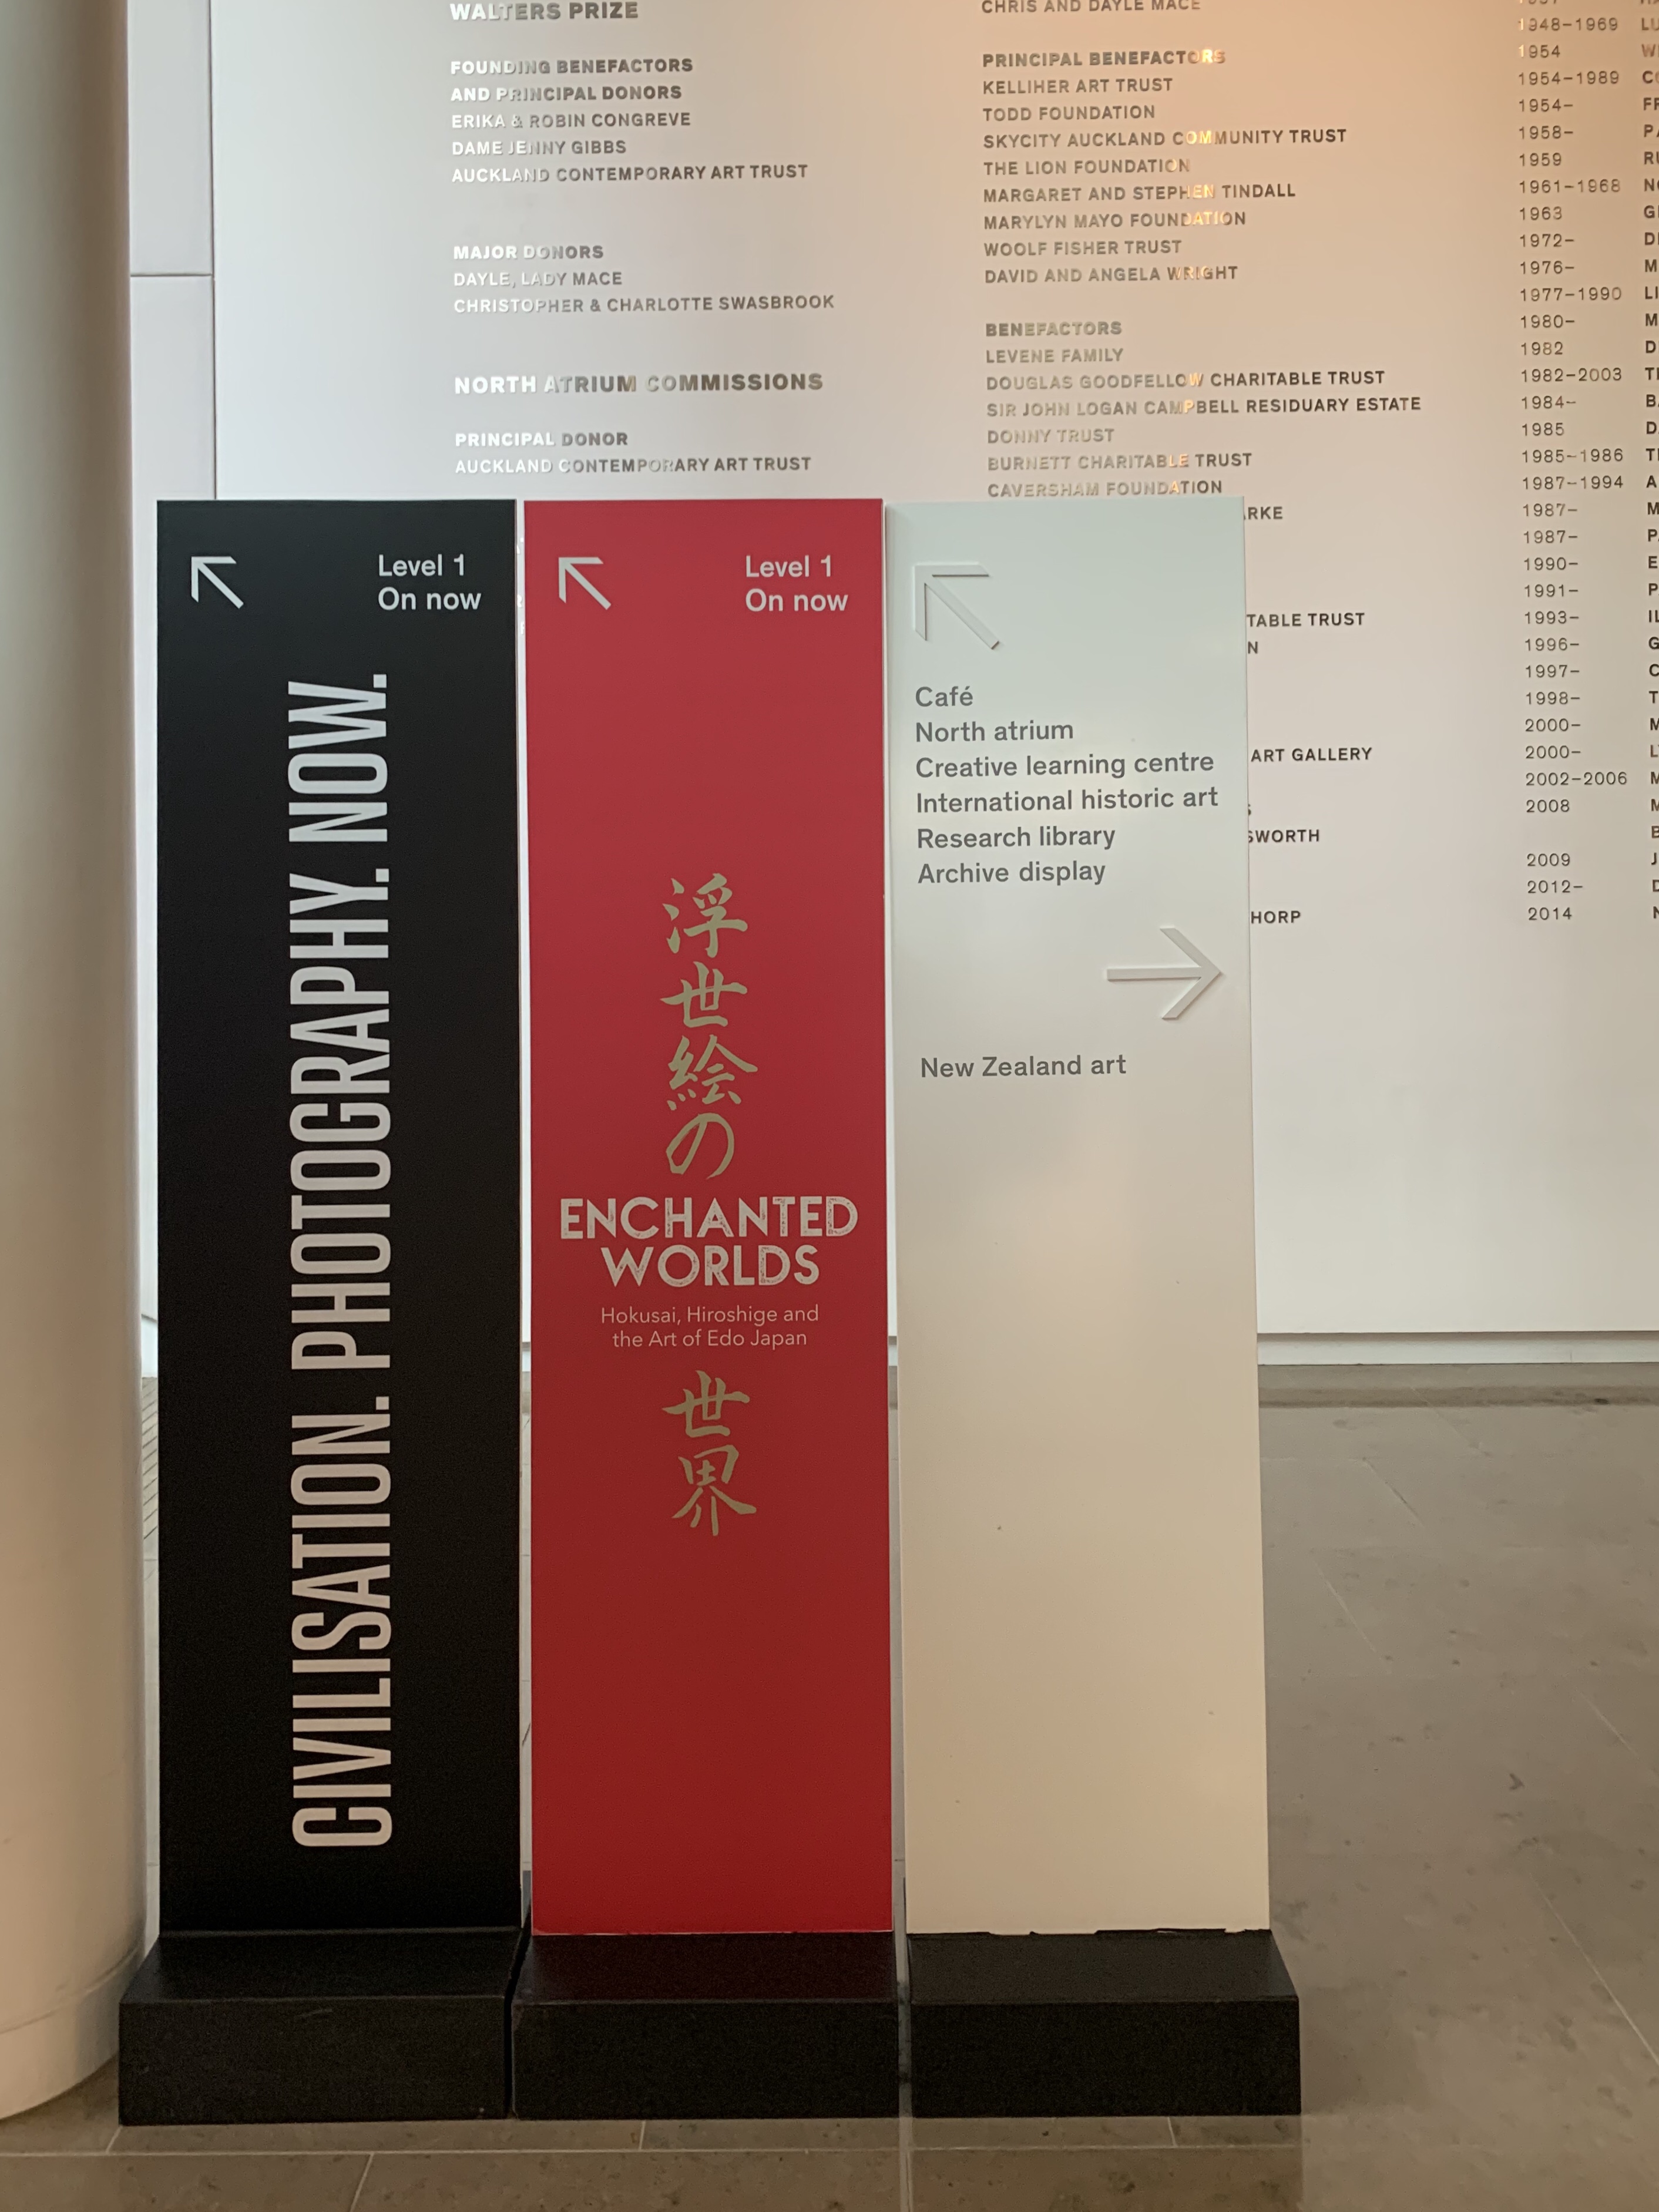 WALTERS PRIZE
FOUNDING BENEFACTORS
AND PRINCIPAL DONORS
ERIKA & ROBIN CONGREVE
DAME JENNY GIBBS
AUCKLAND CONTEMPORARY ART TRUST
MAJOR DONORS
DAYLE, LADY MACE
CHRISTOPHER & CHARLOTTE SWASBROOK
NORTH ATRIUM COMMISSIONS
PRINCIPAL DONOR
AUCKLAND CONTEMPORARY ART TRUST
CHRIS AND DAYLE MACE
PRINCIPAL BENEFACTORS
KELLIHER ART TRUST
TODD FOUNDATION
SKYCITY AUCKLAND COMMUNITY TRUST
THE LION FOUNDATION
MARGARET AND STEPHEN TINDALL
MARYLYN MAYO FOUNDATION
WOOLF FISHER TRUST
DAVID AND ANGELA WRIGHT
BENEFACTORS
LEVENE FAMILY
DOUGLAS GOODFELLOW CHARITABLE TRUST
SIR JOHN LOGAN CAMPBELL RESIDUARY ESTATE
DONNY TRUST
BURNETT CHARITABLE TRUST
CAVERSHAM FOUNDATION
RKE
TABLE TRUST
N
ART GALLERY
SWORTH
HORP
1948-1969
1954
1954-1989
1954-
1958-
1959
1961-1968
1963
1972-
1976-
1977-1990
1980-
1982
1982-2003
1984-
1985
1985-1986
1987-1994
1987-
1987-
1990-
1991-
1993-
1996-
1997-
1998-
2000-
2000-
2002-2006
2008
2009
2012-
2014
Level 1
On now
CIVILISATION. PHOTOGRAPHY. NOW.
Level 1
On now
浮世絵の
ENCHANTED
WORLDS
Hokusai, Hiroshige and
the Art of Edo Japan
世界
Café
North atrium
Creative learning centre
International historic art
Research library
Archive display
New Zealand art